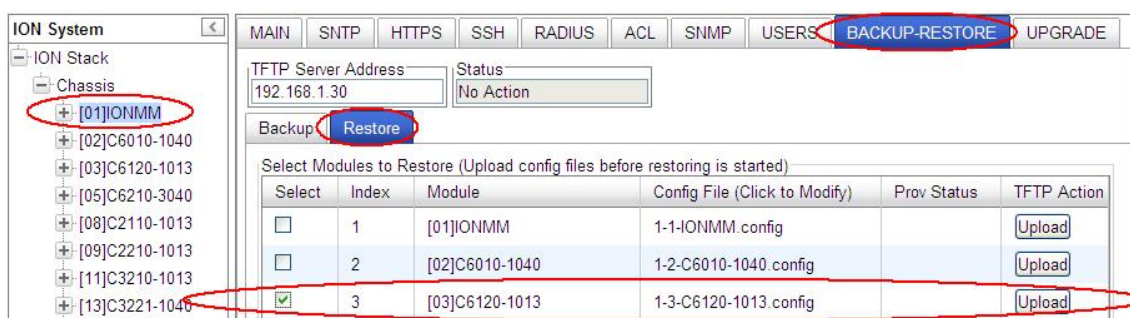 ION System <
ION Stack
Chassis
[01]IONMM
[02]C6010-1040
[03]C6120-1013
[05]C6210-3040
[08]C2110-1013
[09]C2210-1013
[11]C3210-1013
[13]C3221-1040
MAIN SNTP HTTPS SSH RADIUS ACL SNMP USERS BACKUP-RESTORE UPGRADE
TFTP Server Address Status
192.168.1.30 No Action
Backup Restore
Select Modules to Restore (Upload config files before restoring is started)
Select Index Module Config File (Click to Modify) Prov Status TFTP Action
1 [01]IONMM 1-1-IONMM.config Upload
2 [02]C6010-1040 1-2-C6010-1040.config Upload
3 [03]C6120-1013 1-3-C6120-1013.config Upload